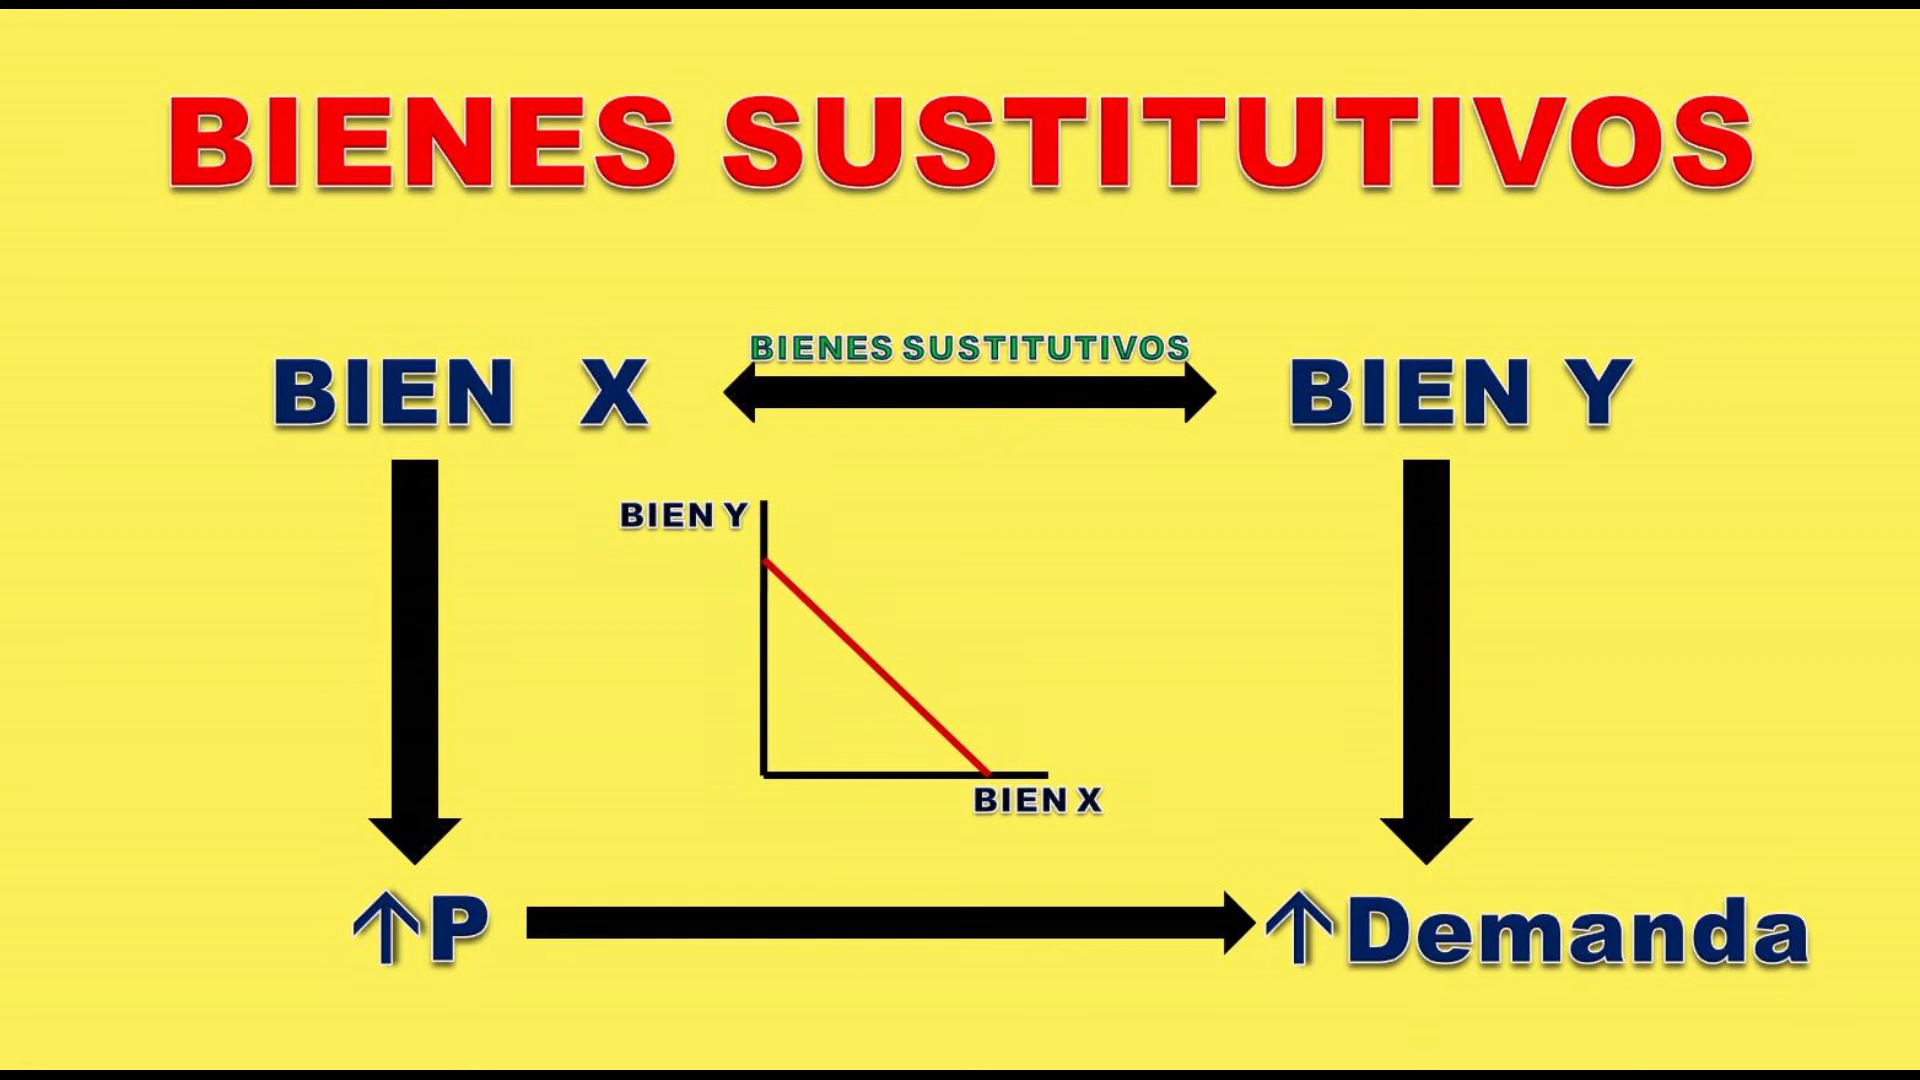 BIENES SUSTITUTIVOS
BIENES SUSTITUTIVOS
BIEN X
BIEN Y
BIEN Y
BIEN X
↑P
↑Demanda